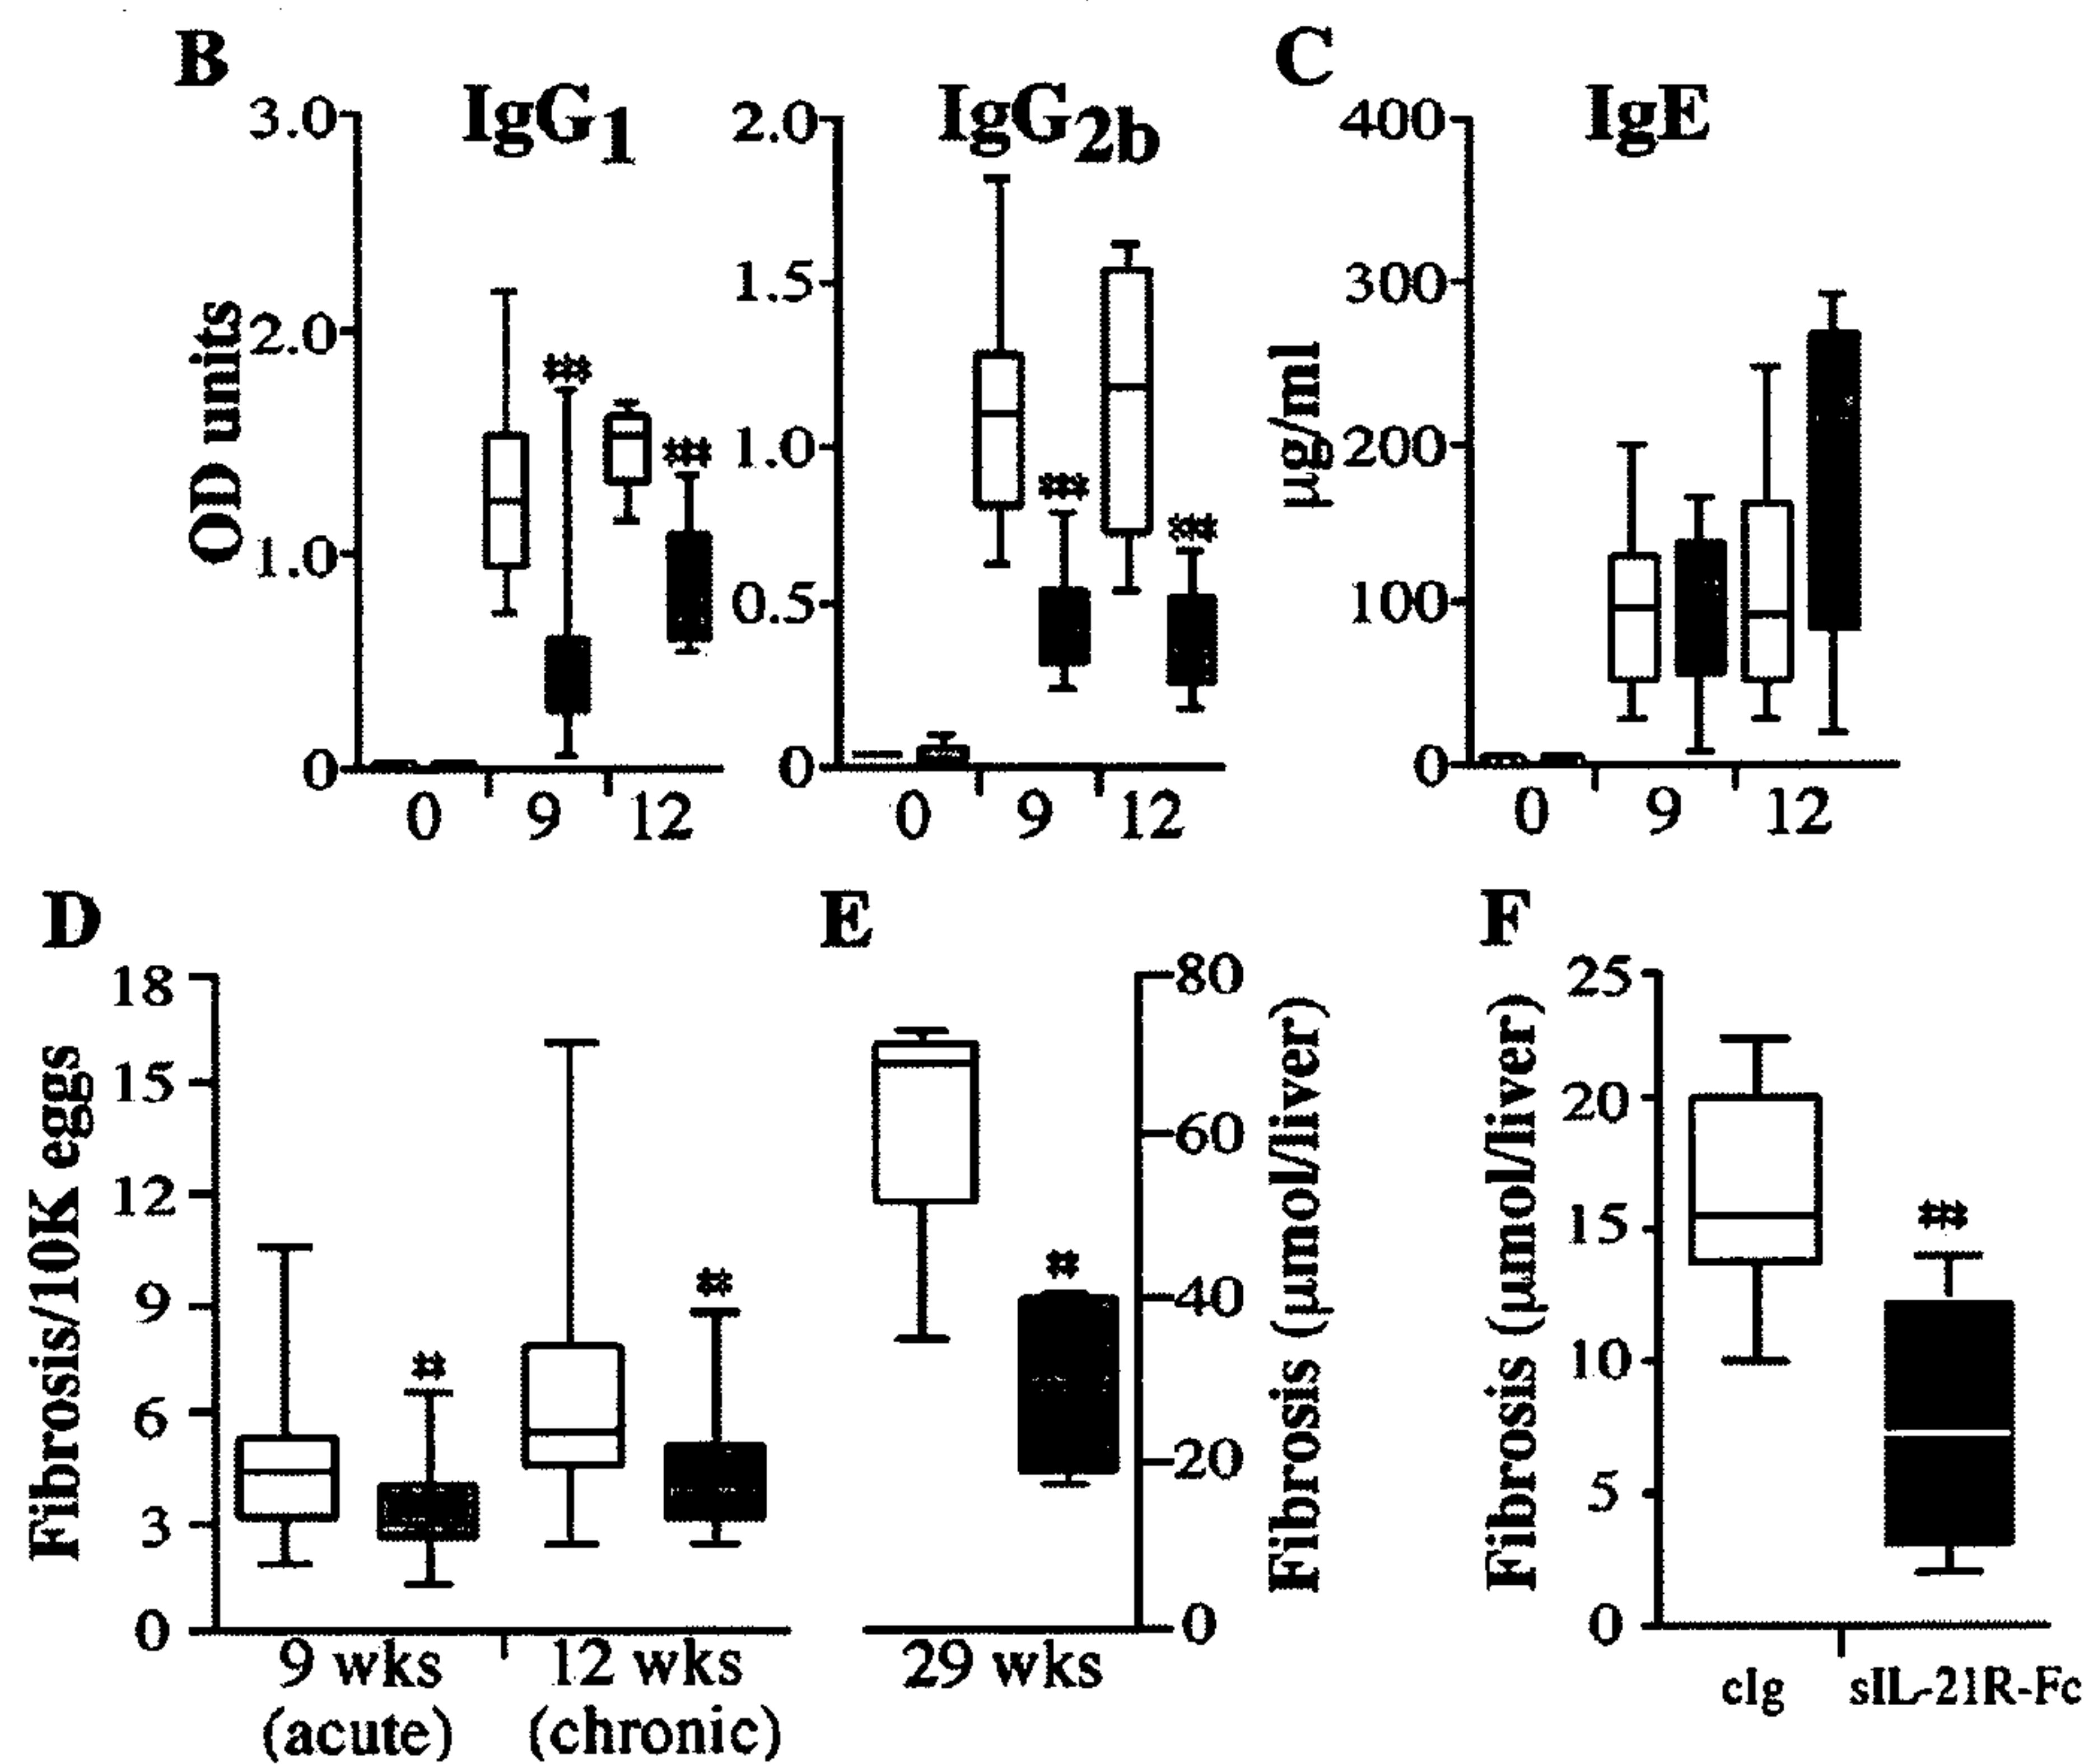 B
IgG1
3.0
2.0
1.0
0
OD units
**
**
0 9 12
IgG2b
2.0
1.5
1.0
0.5
0
**
**
0 9 12
C
IgE
400
300
200
100
0
µg/ml
0 9 12
D
18
15
12
9
6
3
0
Fibrosis/10K eggs
*
**
9 wks
(acute)
12 wks
(chronic)
E
80
60
40
20
0
Fibrosis (µmol/liver)
*
29 wks
F
25
20
15
10
5
0
Fibrosis (µmol/liver)
**
cIg sIL-21R-Fc